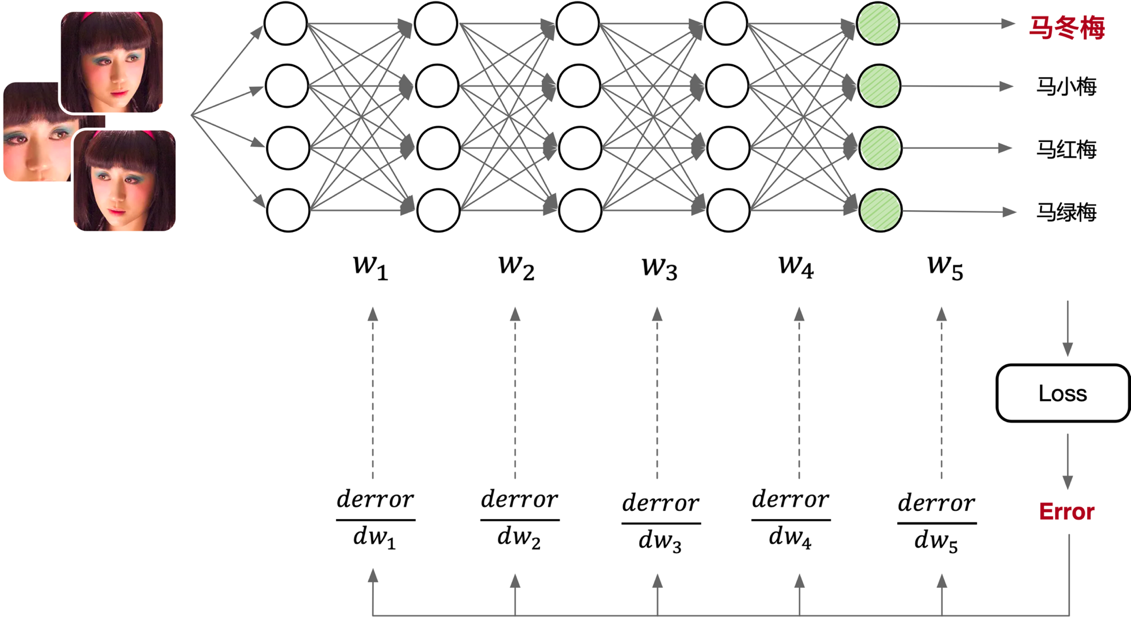 马冬梅
马小梅
马红梅
马绿梅
w₁ w₂ w₃ w₄ w₅
Loss
derror/dw₁ derror/dw₂ derror/dw₃ derror/dw₄ derror/dw₅
Error